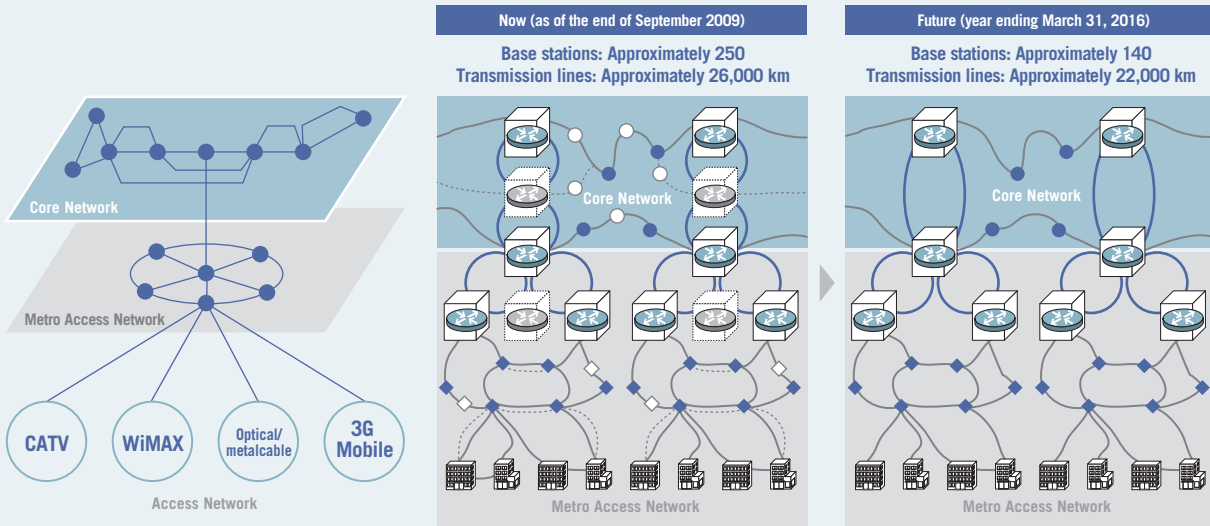 Core Network
Metro Access Network
CATV
WiMAX
Optical/
metalcable
3G
Mobile
Access Network
Now (as of the end of September 2009)
Base stations: Approximately 250
Transmission lines: Approximately 26,000 km
Core Network
Metro Access Network
Future (year ending March 31, 2016)
Base stations: Approximately 140
Transmission lines: Approximately 22,000 km
Core Network
Metro Access Network